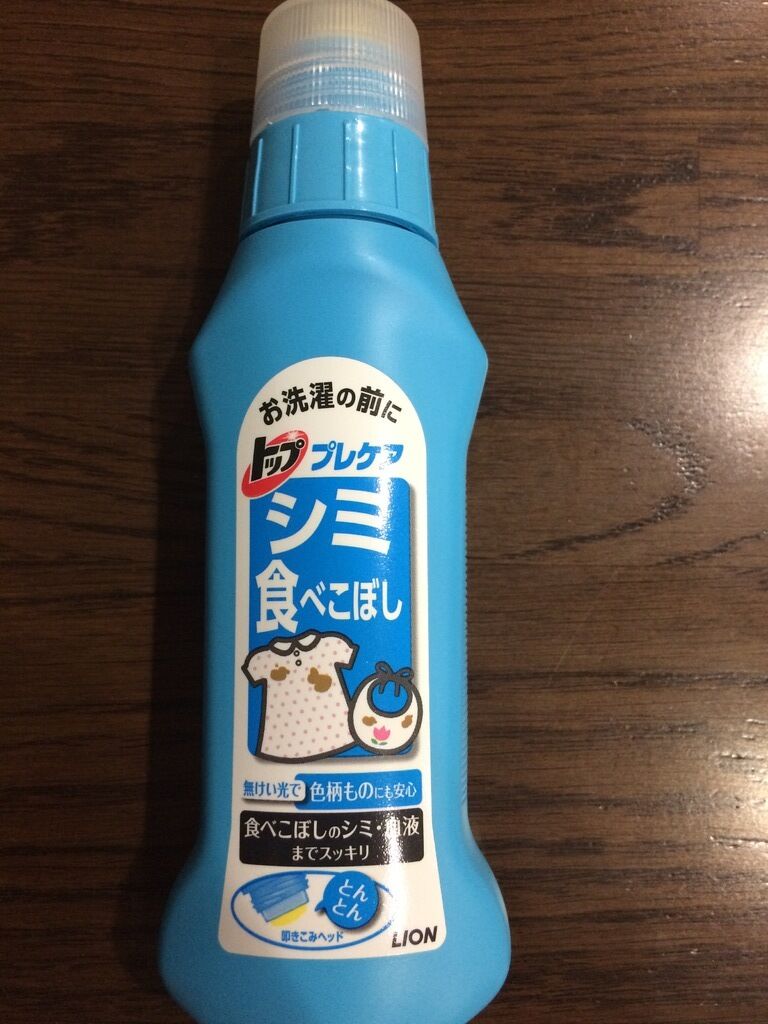 お洗濯の前に
トップ プレケア
シミ
食べこぼし
無けい光で 色柄ものにも安心
食べこぼしのシミ・血液
までスッキリ
とん
とん
叩きこみヘッド
LION